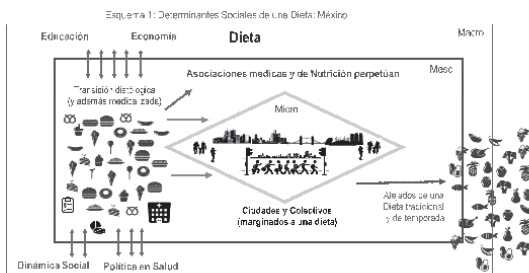 Esquema 1: Determinantes Sociales de una Dieta: México
Educación Economía Dieta Macro
Meso
Asociaciones medicas y de Nutrición perpetúan
Transición dietológica
(y además medicalizada)
Micro
Ciudades y Colectivos
(marginados a una dieta)
Alejados de una
Dieta tradicional
y de temporada
Dinámica Social Política en Salud